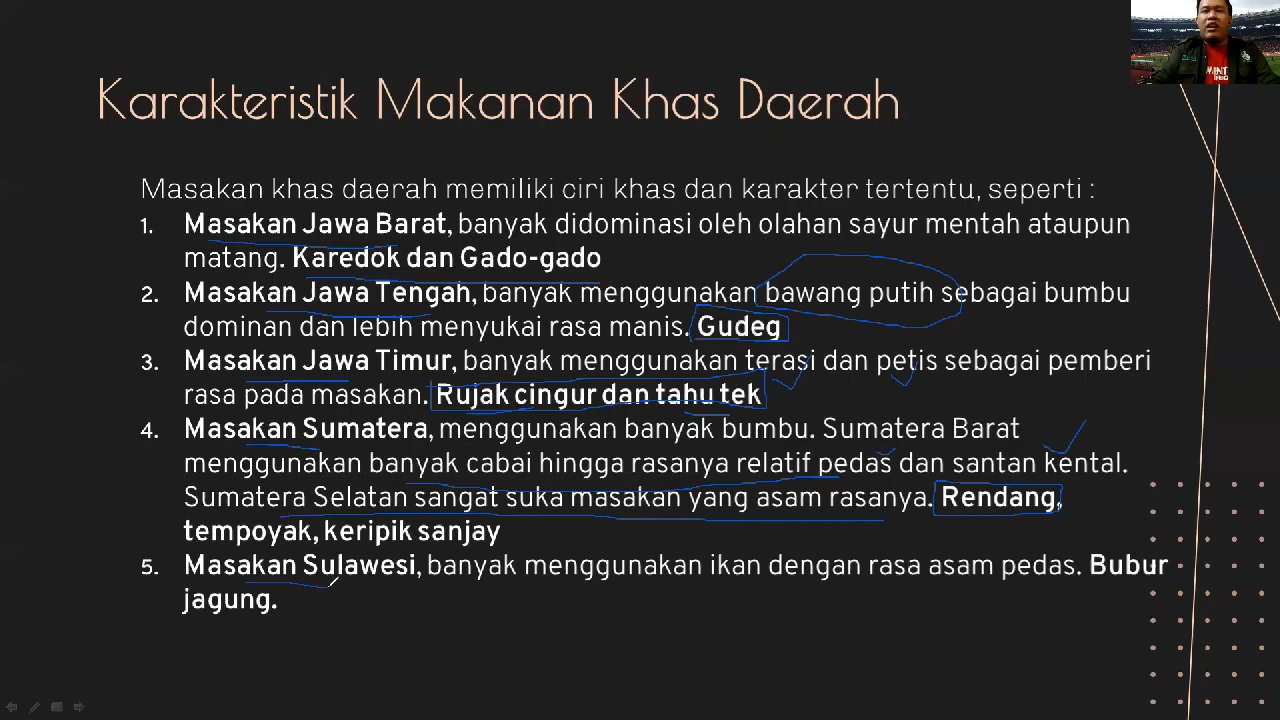 Karakteristik Makanan Khas Daerah
Masakan khas daerah memiliki ciri khas dan karakter tertentu, seperti :
1. Masakan Jawa Barat, banyak didominasi oleh olahan sayur mentah ataupun
matang. Karedok dan Gado-gado
2. Masakan Jawa Tengah, banyak menggunakan bawang putih sebagai bumbu
dominan dan lebih menyukai rasa manis. Gudeg
3. Masakan Jawa Timur, banyak menggunakan terasi dan petis sebagai pemberi
rasa pada masakan. Rujak cingur dan tahu tek
4. Masakan Sumatera, menggunakan banyak bumbu. Sumatera Barat
menggunakan banyak cabai hingga rasanya relatif pedas dan santan kental.
Sumatera Selatan sangat suka masakan yang asam rasanya. Rendang,
tempoyak, keripik sanjay
5. Masakan Sulawesi, banyak menggunakan ikan dengan rasa asam pedas. Bubur
jagung.